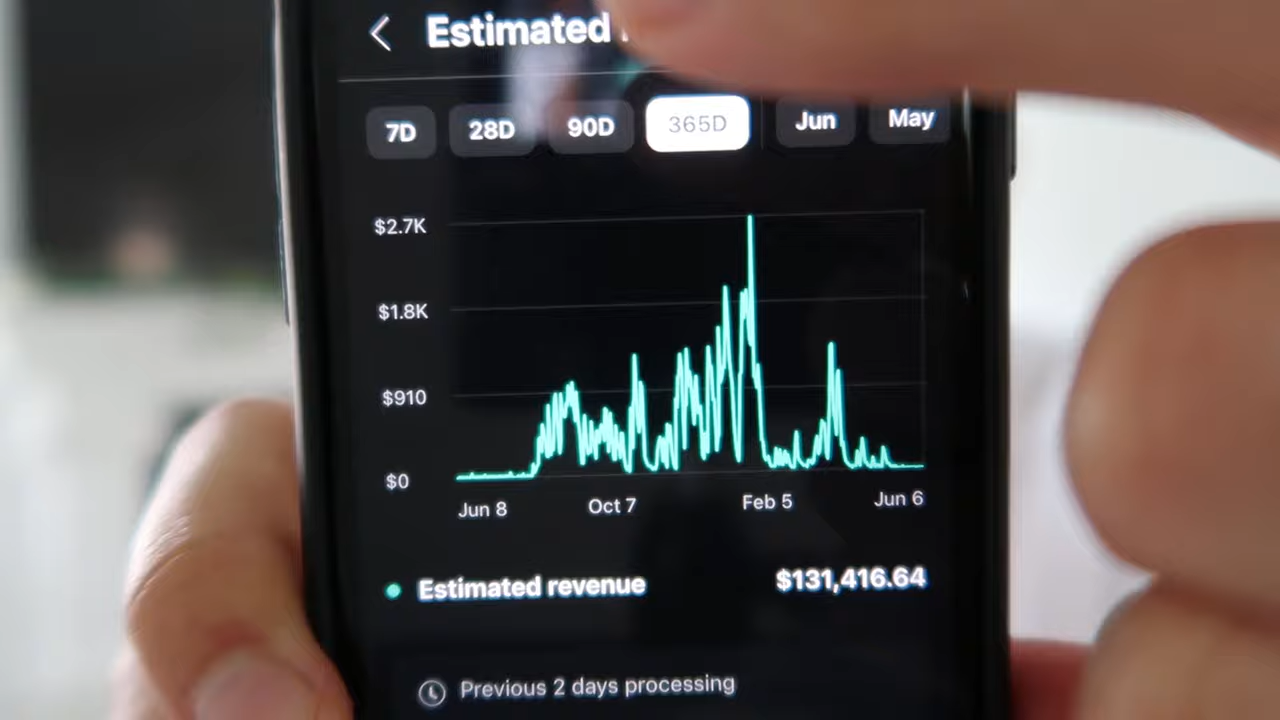 Estimated
7D 28D 90D 365D Jun May
$2.7K
$1.8K
$910
$0
Jun 8 Oct 7 Feb 5 Jun 6
Estimated revenue $131,416.64
Previous 2 days processing